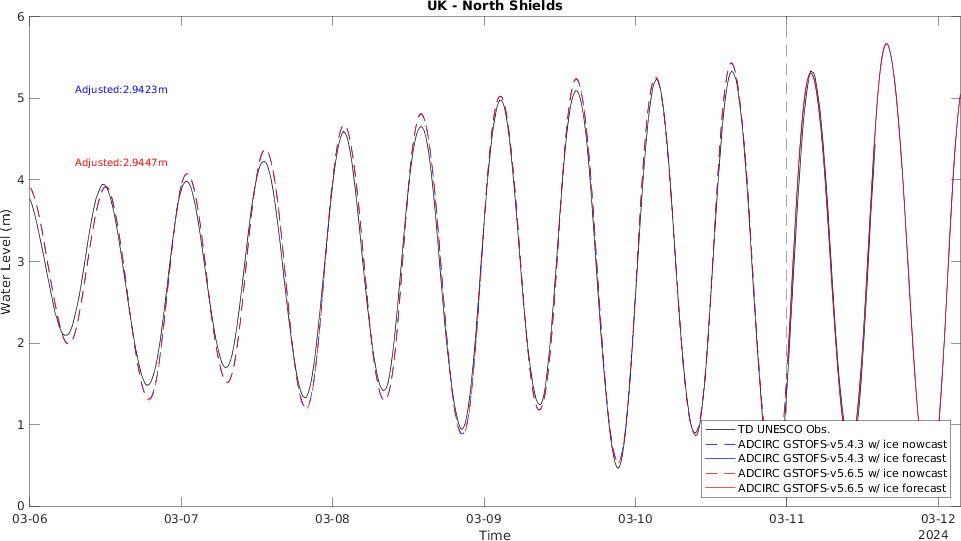 UK - North Shields
6
5
4
3
2
1
0
Water Level (m)
Adjusted:2.9423m
Adjusted:2.9447m
TD UNESCO Obs.
ADCIRC GSTOFS-v5.4.3 w/ ice nowcast
ADCIRC GSTOFS-v5.4.3 w/ ice forecast
ADCIRC GSTOFS-v5.6.5 w/ ice nowcast
ADCIRC GSTOFS-v5.6.5 w/ ice forecast
03-06 03-07 03-08 03-09 03-10 03-11 03-12
Time
2024